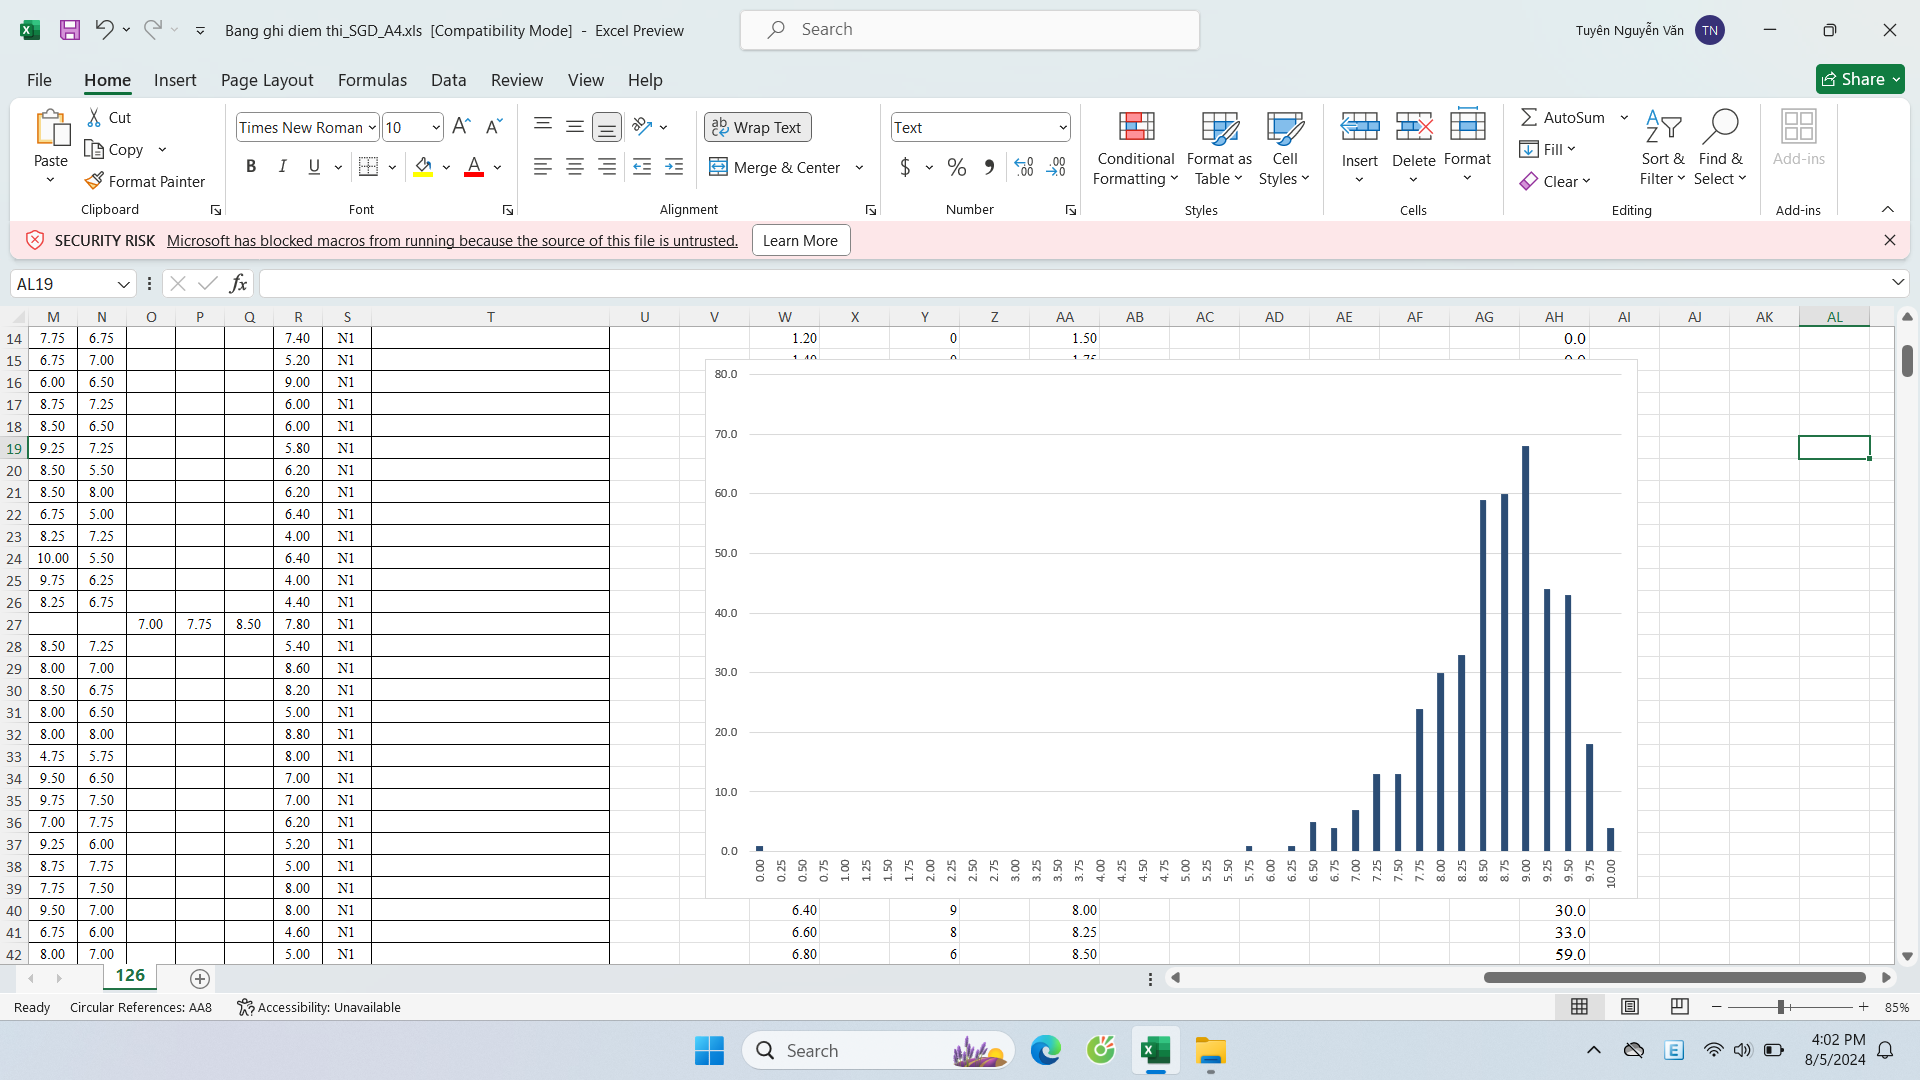 Bang ghi diem thi_SGD_A4.xls [Compatibility Mode] - Excel Preview
Search
Tuyên Nguyễn Văn TN
File Home Insert Page Layout Formulas Data Review View Help
Share
Paste
Cut
Copy
Format Painter
Clipboard
Times New Roman 10
B I U
Font
Wrap Text
Merge & Center
Alignment
Text
$ % ,
Number
Conditional Formatting
Format as Table
Cell Styles
Styles
Insert Delete Format
Cells
AutoSum
Fill
Clear
Sort & Filter
Find & Select
Editing
Add-ins
Add-ins
SECURITY RISK Microsoft has blocked macros from running because the source of this file is untrusted. Learn More
AL19 fx
M N O P Q R S T U V W X Y Z AA AB AC AD AE AF AG AH AI AJ AK AL
14 7.75 6.75 7.40 N1 1.20 0 1.50 0.0
15 6.75 7.00 5.20 N1
16 6.00 6.50 9.00 N1
17 8.75 7.25 6.00 N1
18 8.50 6.50 6.00 N1
19 9.25 7.25 5.80 N1
20 8.50 5.50 6.20 N1
21 8.50 8.00 6.20 N1
22 6.75 5.00 6.40 N1
23 8.25 7.25 4.00 N1
24 10.00 5.50 6.40 N1
25 9.75 6.25 4.00 N1
26 8.25 6.75 4.40 N1
27 7.00 7.75 8.50 7.80 N1
28 8.50 7.25 5.40 N1
29 8.00 7.00 8.60 N1
30 8.50 6.75 8.20 N1
31 8.00 6.50 5.00 N1
32 8.00 8.00 8.80 N1
33 4.75 5.75 8.00 N1
34 9.50 6.50 7.00 N1
35 9.75 7.50 7.00 N1
36 7.00 7.75 6.20 N1
37 9.25 6.00 5.20 N1
38 8.75 7.75 5.00 N1
39 7.75 7.50 8.00 N1
40 9.50 7.00 8.00 N1 6.40 9 8.00 30.0
41 6.75 6.00 4.60 N1 6.60 8 8.25 33.0
42 8.00 7.00 5.00 N1 6.80 6 8.50 59.0
80.0
70.0
60.0
50.0
40.0
30.0
20.0
10.0
0.0
0.00 0.25 0.50 0.75 1.00 1.25 1.50 1.75 2.00 2.25 2.50 2.75 3.00 3.25 3.50 3.75 4.00 4.25 4.50 4.75 5.00 5.25 5.50 5.75 6.00 6.25 6.50 6.75 7.00 7.25 7.50 7.75 8.00 8.25 8.50 8.75 9.00 9.25 9.50 9.75 10.00
126
Ready Circular References: AA8 Accessibility: Unavailable 85%
Search
4:02 PM
8/5/2024